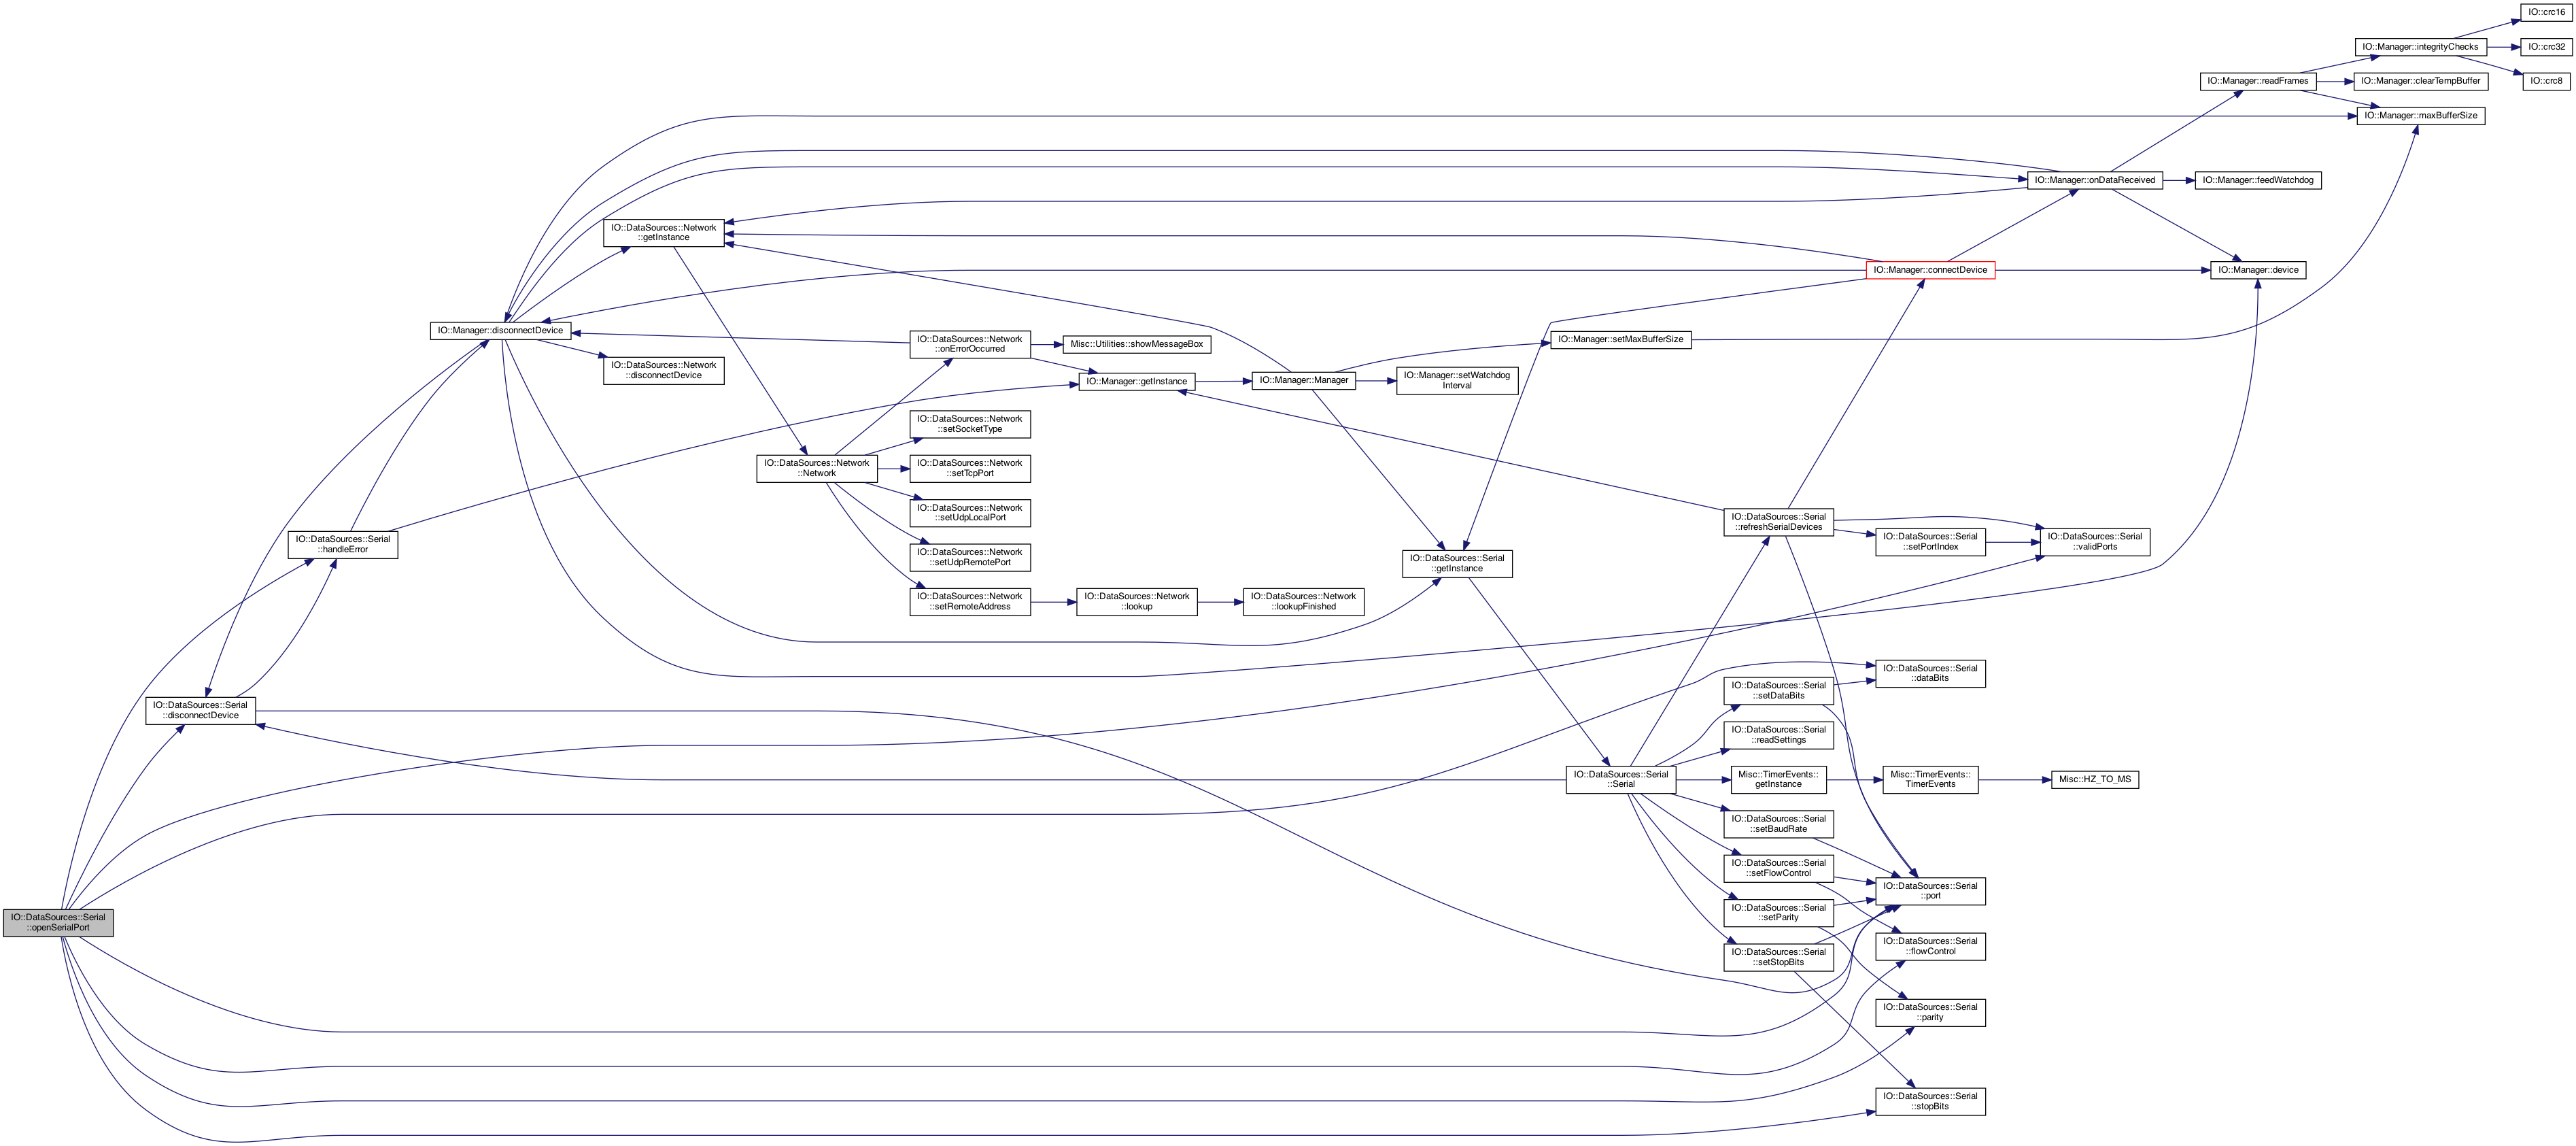 IO::crc16
IO::Manager::integrityChecks
IO::crc32
IO::Manager::readFrames
IO::Manager::clearTempBuffer
IO::crc8
IO::Manager::maxBufferSize
IO::Manager::onDataReceived
IO::Manager::feedWatchdog
IO::DataSources::Network
::getInstance
IO::Manager::connectDevice
IO::Manager::device
IO::Manager::disconnectDevice
IO::DataSources::Network
::onErrorOccurred
Misc::Utilities::showMessageBox
IO::Manager::setMaxBufferSize
IO::DataSources::Network
::disconnectDevice
IO::Manager::getInstance
IO::Manager::Manager
IO::Manager::setWatchdog
Interval
IO::DataSources::Network
::setSocketType
IO::DataSources::Network
::Network
IO::DataSources::Network
::setTcpPort
IO::DataSources::Network
::setUdpLocalPort
IO::DataSources::Serial
::refreshSerialDevices
IO::DataSources::Serial
::handleError
IO::DataSources::Serial
::setPortIndex
IO::DataSources::Serial
::validPorts
IO::DataSources::Network
::setUdpRemotePort
IO::DataSources::Serial
::getInstance
IO::DataSources::Network
::setRemoteAddress
IO::DataSources::Network
::lookup
IO::DataSources::Network
::lookupFinished
IO::DataSources::Serial
::dataBits
IO::DataSources::Serial
::setDataBits
IO::DataSources::Serial
::disconnectDevice
IO::DataSources::Serial
::readSettings
IO::DataSources::Serial
::Serial
Misc::TimerEvents::
getInstance
Misc::TimerEvents::
TimerEvents
Misc::HZ_TO_MS
IO::DataSources::Serial
::setBaudRate
IO::DataSources::Serial
::setFlowControl
IO::DataSources::Serial
::port
IO::DataSources::Serial
::setParity
IO::DataSources::Serial
::openSerialPort
IO::DataSources::Serial
::flowControl
IO::DataSources::Serial
::setStopBits
IO::DataSources::Serial
::parity
IO::DataSources::Serial
::stopBits